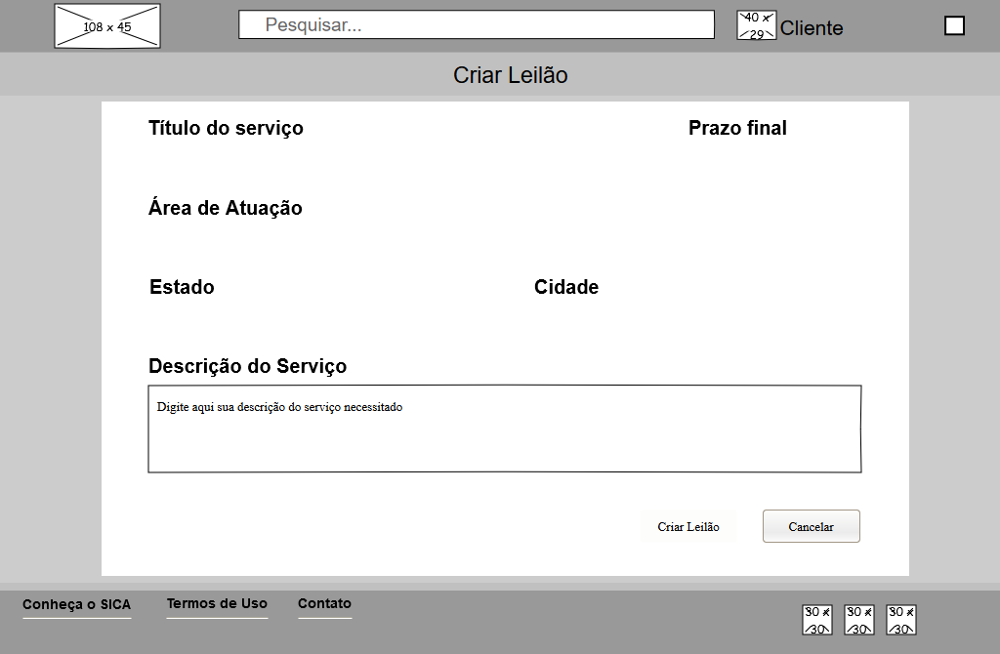 108 x 45
Pesquisar...
40 x
29
Cliente
Criar Leilão
Título do serviço
Prazo final
Área de Atuação
Estado
Cidade
Descrição do Serviço
Digite aqui sua descrição do serviço necessitado
Criar Leilão
Cancelar
Conheça o SICA
Termos de Uso
Contato
30 x
30
30 x
30
30 x
30